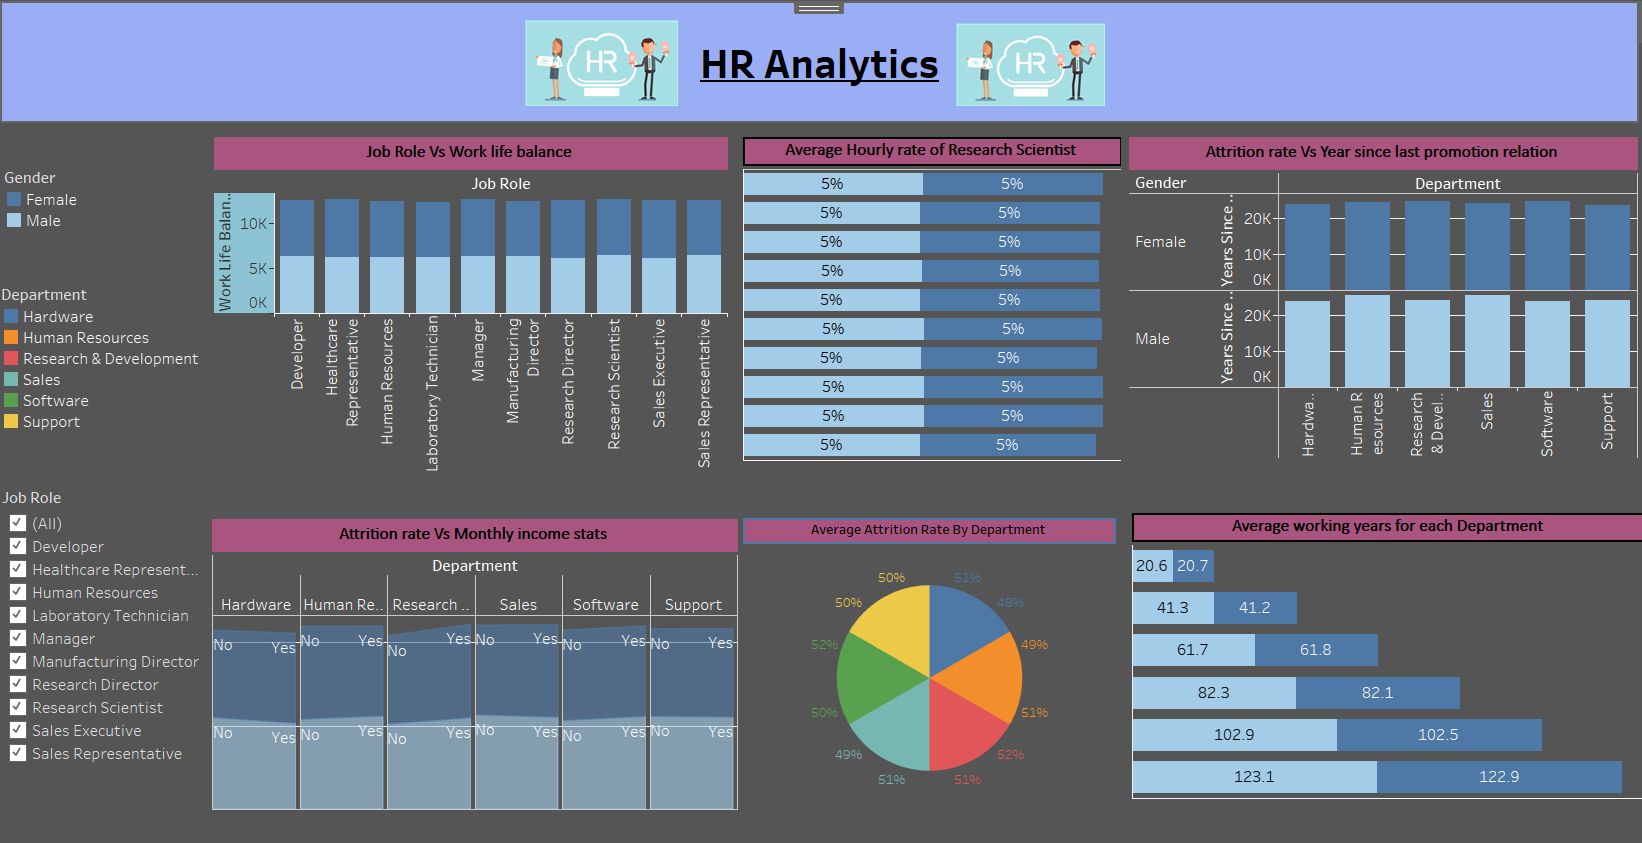 HR
HR Analytics
HR
Gender
Female
Male
Department
Hardware
Human Resources
Research & Development
Sales
Software
Support
Job Role
(All)
Developer
Healthcare Represent...
Human Resources
Laboratory Technician
Manager
Manufacturing Director
Research Director
Research Scientist
Sales Executive
Sales Representative
Job Role Vs Work life balance
Job Role
Work Life Balan..
10K
5K
0K
Developer
Healthcare
Representative
Human Resources
Laboratory Technician
Manager
Manufacturing
Director
Research Director
Research Scientist
Sales Executive
Sales Representative
Average Hourly rate of Research Scientist
5% 5%
5% 5%
5% 5%
5% 5%
5% 5%
5% 5%
5% 5%
5% 5%
5% 5%
5% 5%
Attrition rate Vs Year since last promotion relation
Gender Department
Female
Years Since ..
20K
10K
0K
Male
Years Since ..
20K
10K
0K
Hardwa..
Human R
esources
Research
& Devel..
Sales
Software
Support
Attrition rate Vs Monthly income stats
Department
Hardware Human Re.. Research .. Sales Software Support
No Yes No Yes No Yes No Yes No Yes No Yes
No Yes No Yes No Yes No Yes No Yes No Yes
Average Attrition Rate By Department
50% 51%
50% 48%
52% 49%
50% 51%
49% 52%
51% 51%
Average working years for each Department
20.6 20.7
41.3 41.2
61.7 61.8
82.3 82.1
102.9 102.5
123.1 122.9